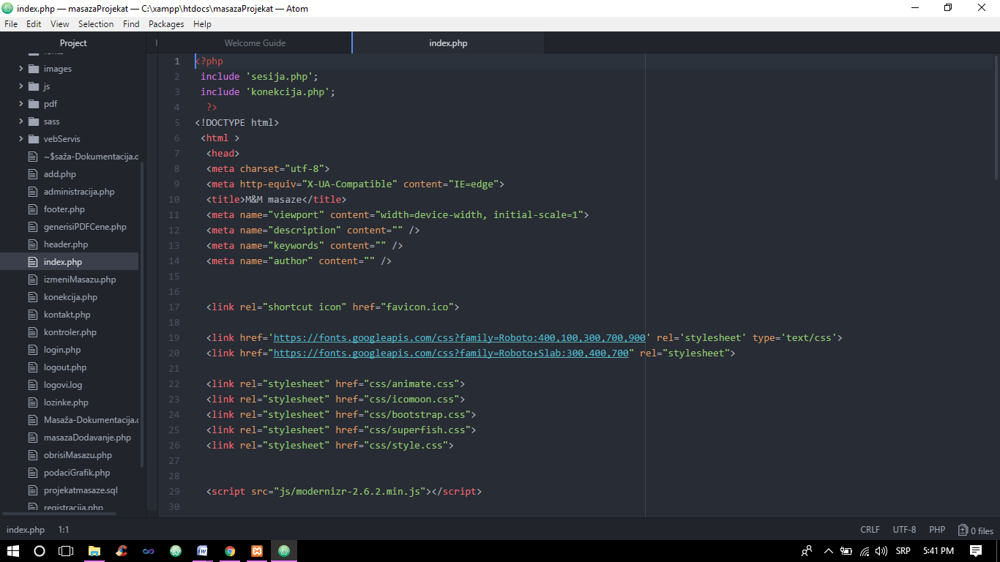 index.php — masazaProjekat — C:\xampp\htdocs\masazaProjekat — Atom
File Edit View Selection Find Packages Help
Project
images
js
pdf
sass
vebServis
~$saža-Dokumentacija.
add.php
administracija.php
footer.php
generisiPDFCene.php
header.php
index.php
izmeniMasazu.php
konekcija.php
kontakt.php
kontroler.php
login.php
logout.php
logovi.log
lozinke.php
Masaža-Dokumentacija.
masazaDodavanje.php
obrisiMasazu.php
podaciGrafik.php
projekatmasaze.sql
registracija.php
Welcome Guide
index.php
1 <?php
2 include 'sesija.php';
3 include 'konekcija.php';
4 ?>
5 <!DOCTYPE html>
6 <html >
7 <head>
8 <meta charset="utf-8">
9 <meta http-equiv="X-UA-Compatible" content="IE=edge">
10 <title>M&M masaze</title>
11 <meta name="viewport" content="width=device-width, initial-scale=1">
12 <meta name="description" content="" />
13 <meta name="keywords" content="" />
14 <meta name="author" content="" />
15
16
17 <link rel="shortcut icon" href="favicon.ico">
18
19 <link href='https://fonts.googleapis.com/css?family=Roboto:400,100,300,700,900' rel='stylesheet' type='text/css'>
20 <link href="https://fonts.googleapis.com/css?family=Roboto+Slab:300,400,700" rel="stylesheet">
21
22 <link rel="stylesheet" href="css/animate.css">
23 <link rel="stylesheet" href="css/icomoon.css">
24 <link rel="stylesheet" href="css/bootstrap.css">
25 <link rel="stylesheet" href="css/superfish.css">
26 <link rel="stylesheet" href="css/style.css">
27
28
29 <script src="js/modernizr-2.6.2.min.js"></script>
30
index.php 1:1
CRLF UTF-8 PHP 0 files
SRP 5:41 PM